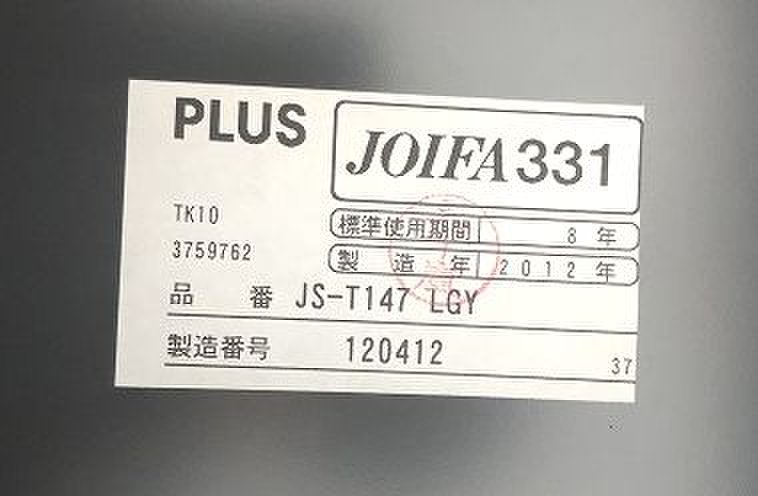 PLUS
JOIFA 331
TK10
3759762
標準使用期間 8 年
製造年 2012 年
品番 JS-T147 LGY
製造番号 120412
37